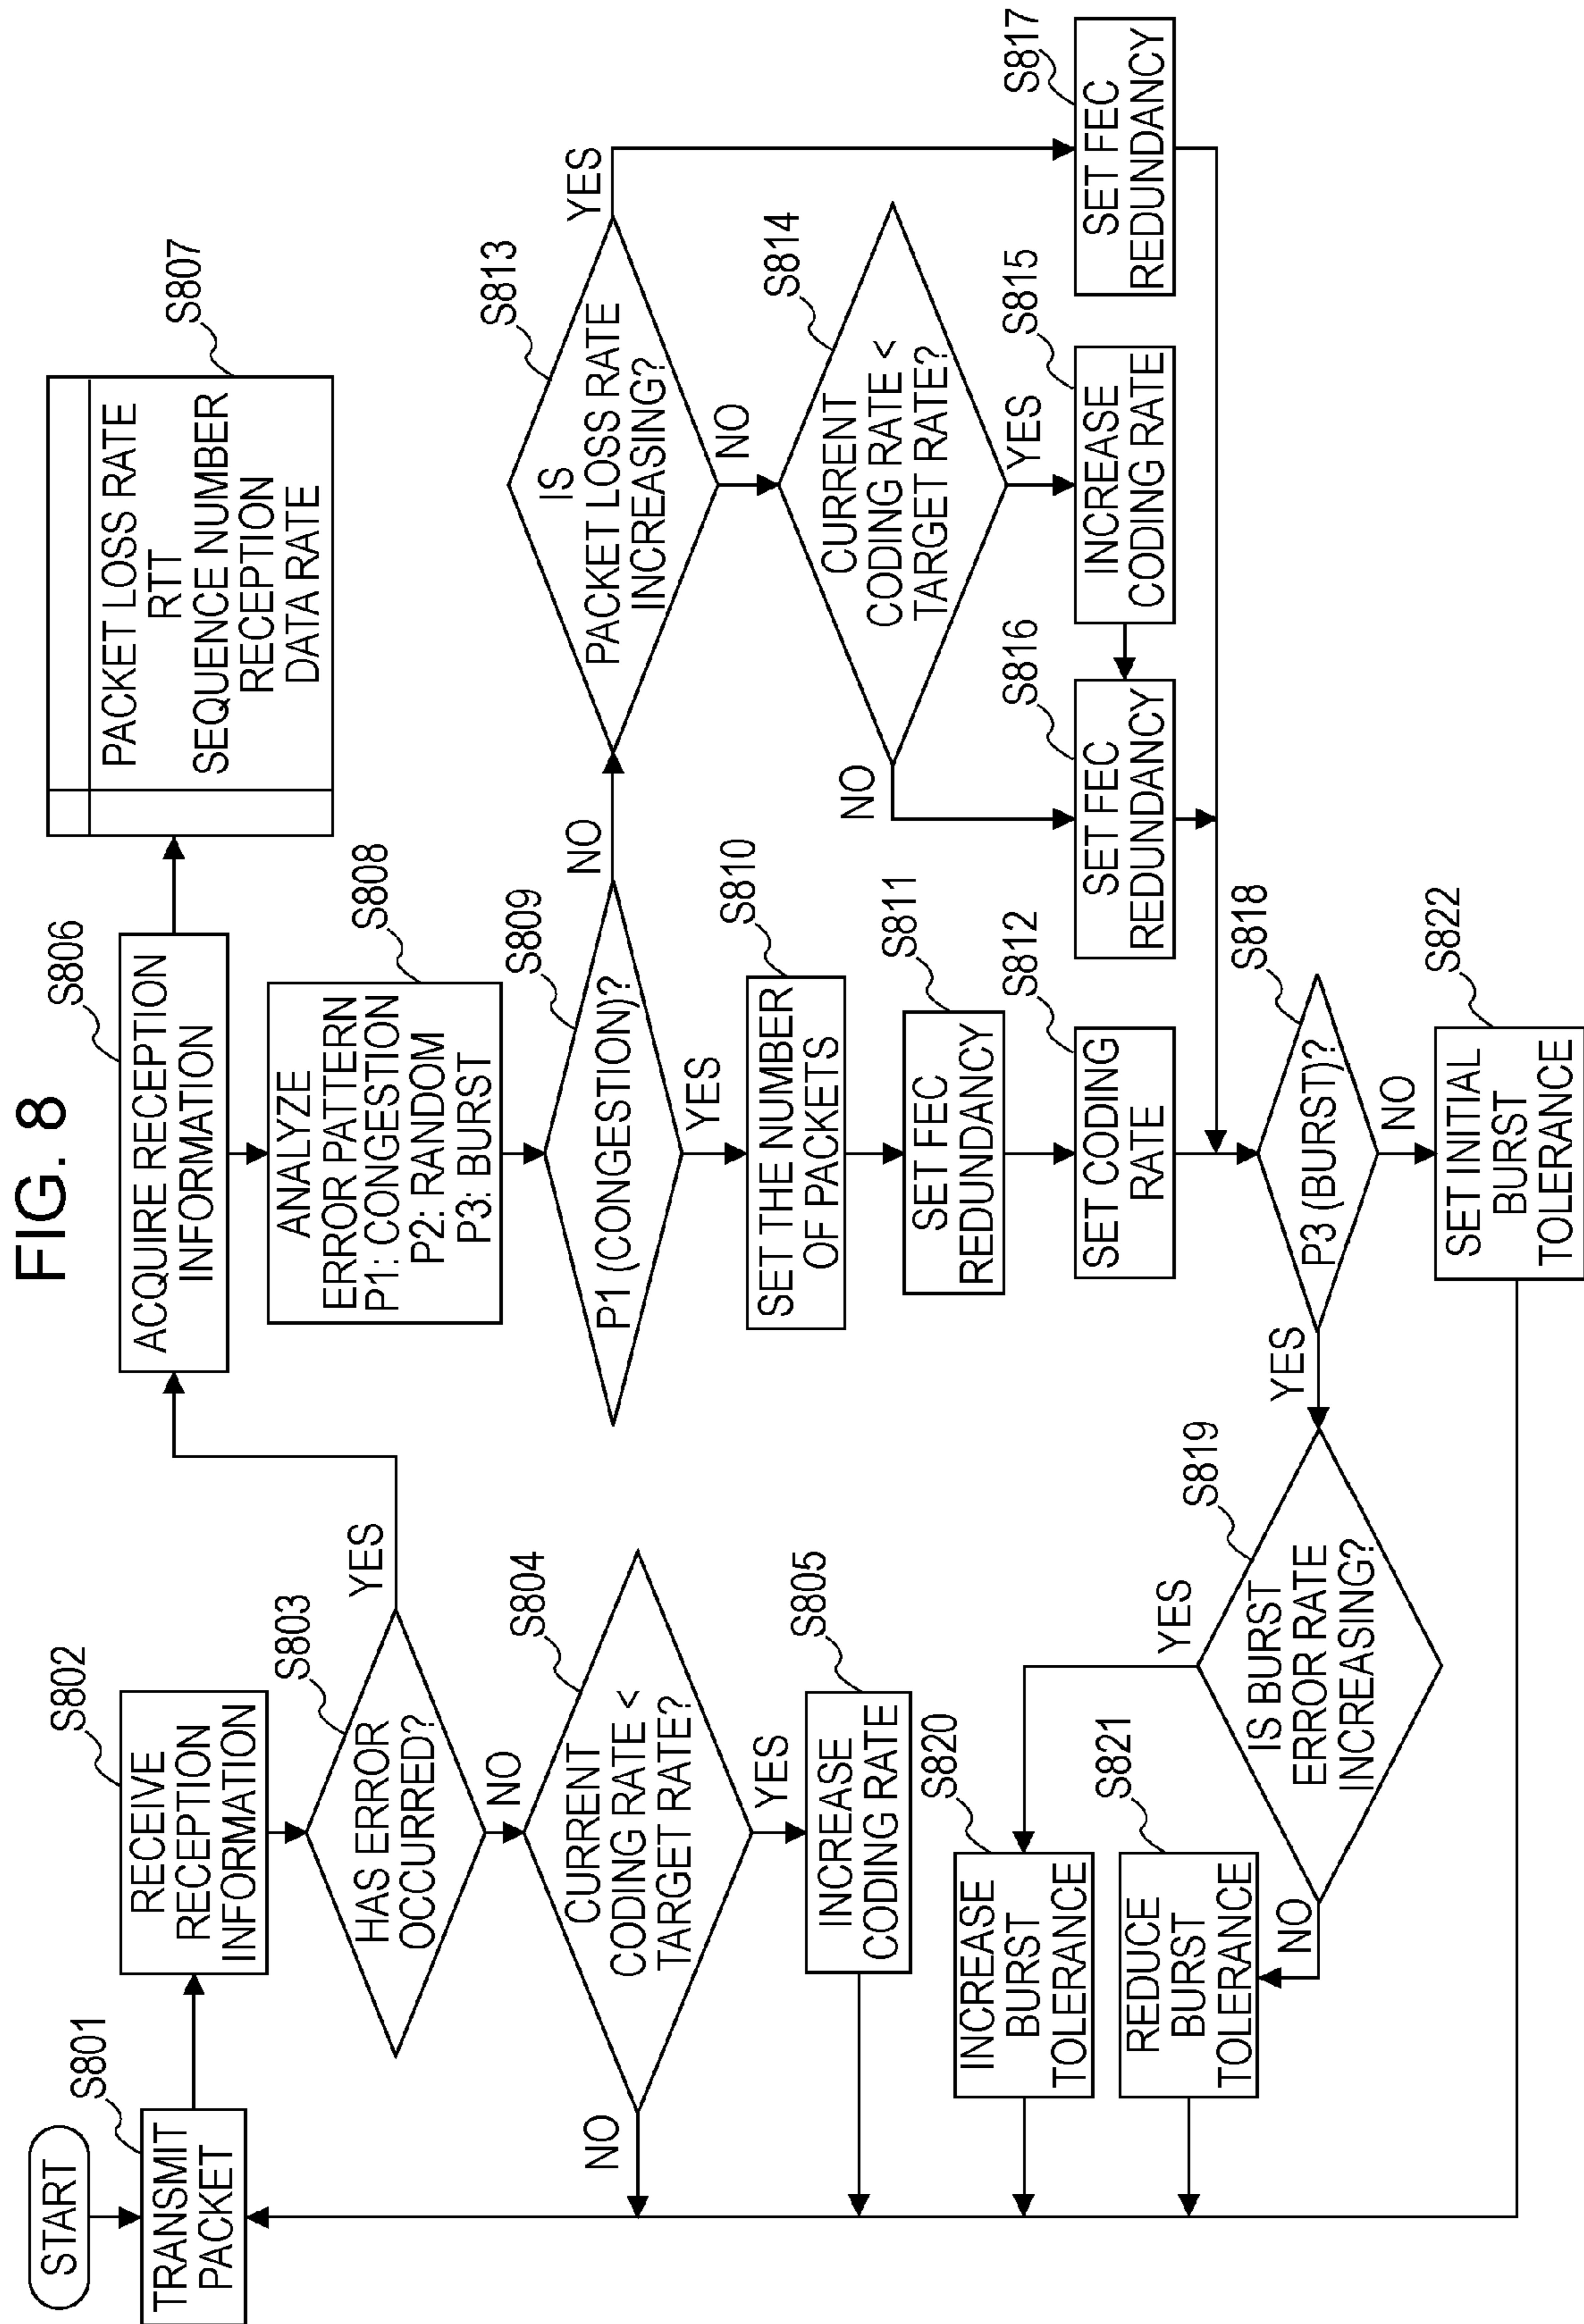 FIG. 8
START
S801
TRANSMIT
PACKET
S802
RECEIVE
RECEPTION
INFORMATION
S803
HAS ERROR
OCCURRED?
YES
NO
S804
CURRENT
CODING RATE <
TARGET RATE?
NO
YES
S805
INCREASE
CODING RATE
S806
ACQUIRE RECEPTION
INFORMATION
S807
PACKET LOSS RATE
RTT
SEQUENCE NUMBER
RECEPTION
DATA RATE
S808
ANALYZE
ERROR PATTERN
P1: CONGESTION
P2: RANDOM
P3: BURST
S809
P1 (CONGESTION)?
NO
YES
S810
SET THE NUMBER
OF PACKETS
S811
SET FEC
REDUNDANCY
S812
SET CODING
RATE
S813
IS
PACKET LOSS RATE
INCREASING?
YES
NO
S814
CURRENT
CODING RATE <
TARGET RATE?
NO
YES
S815
INCREASE
CODING RATE
S816
SET FEC
REDUNDANCY
S817
SET FEC
REDUNDANCY
S818
P3 (BURST)?
YES
NO
S819
IS BURST
ERROR RATE
INCREASING?
YES
NO
S820
INCREASE
BURST
TOLERANCE
S821
REDUCE
BURST
TOLERANCE
S822
SET INITIAL
BURST
TOLERANCE